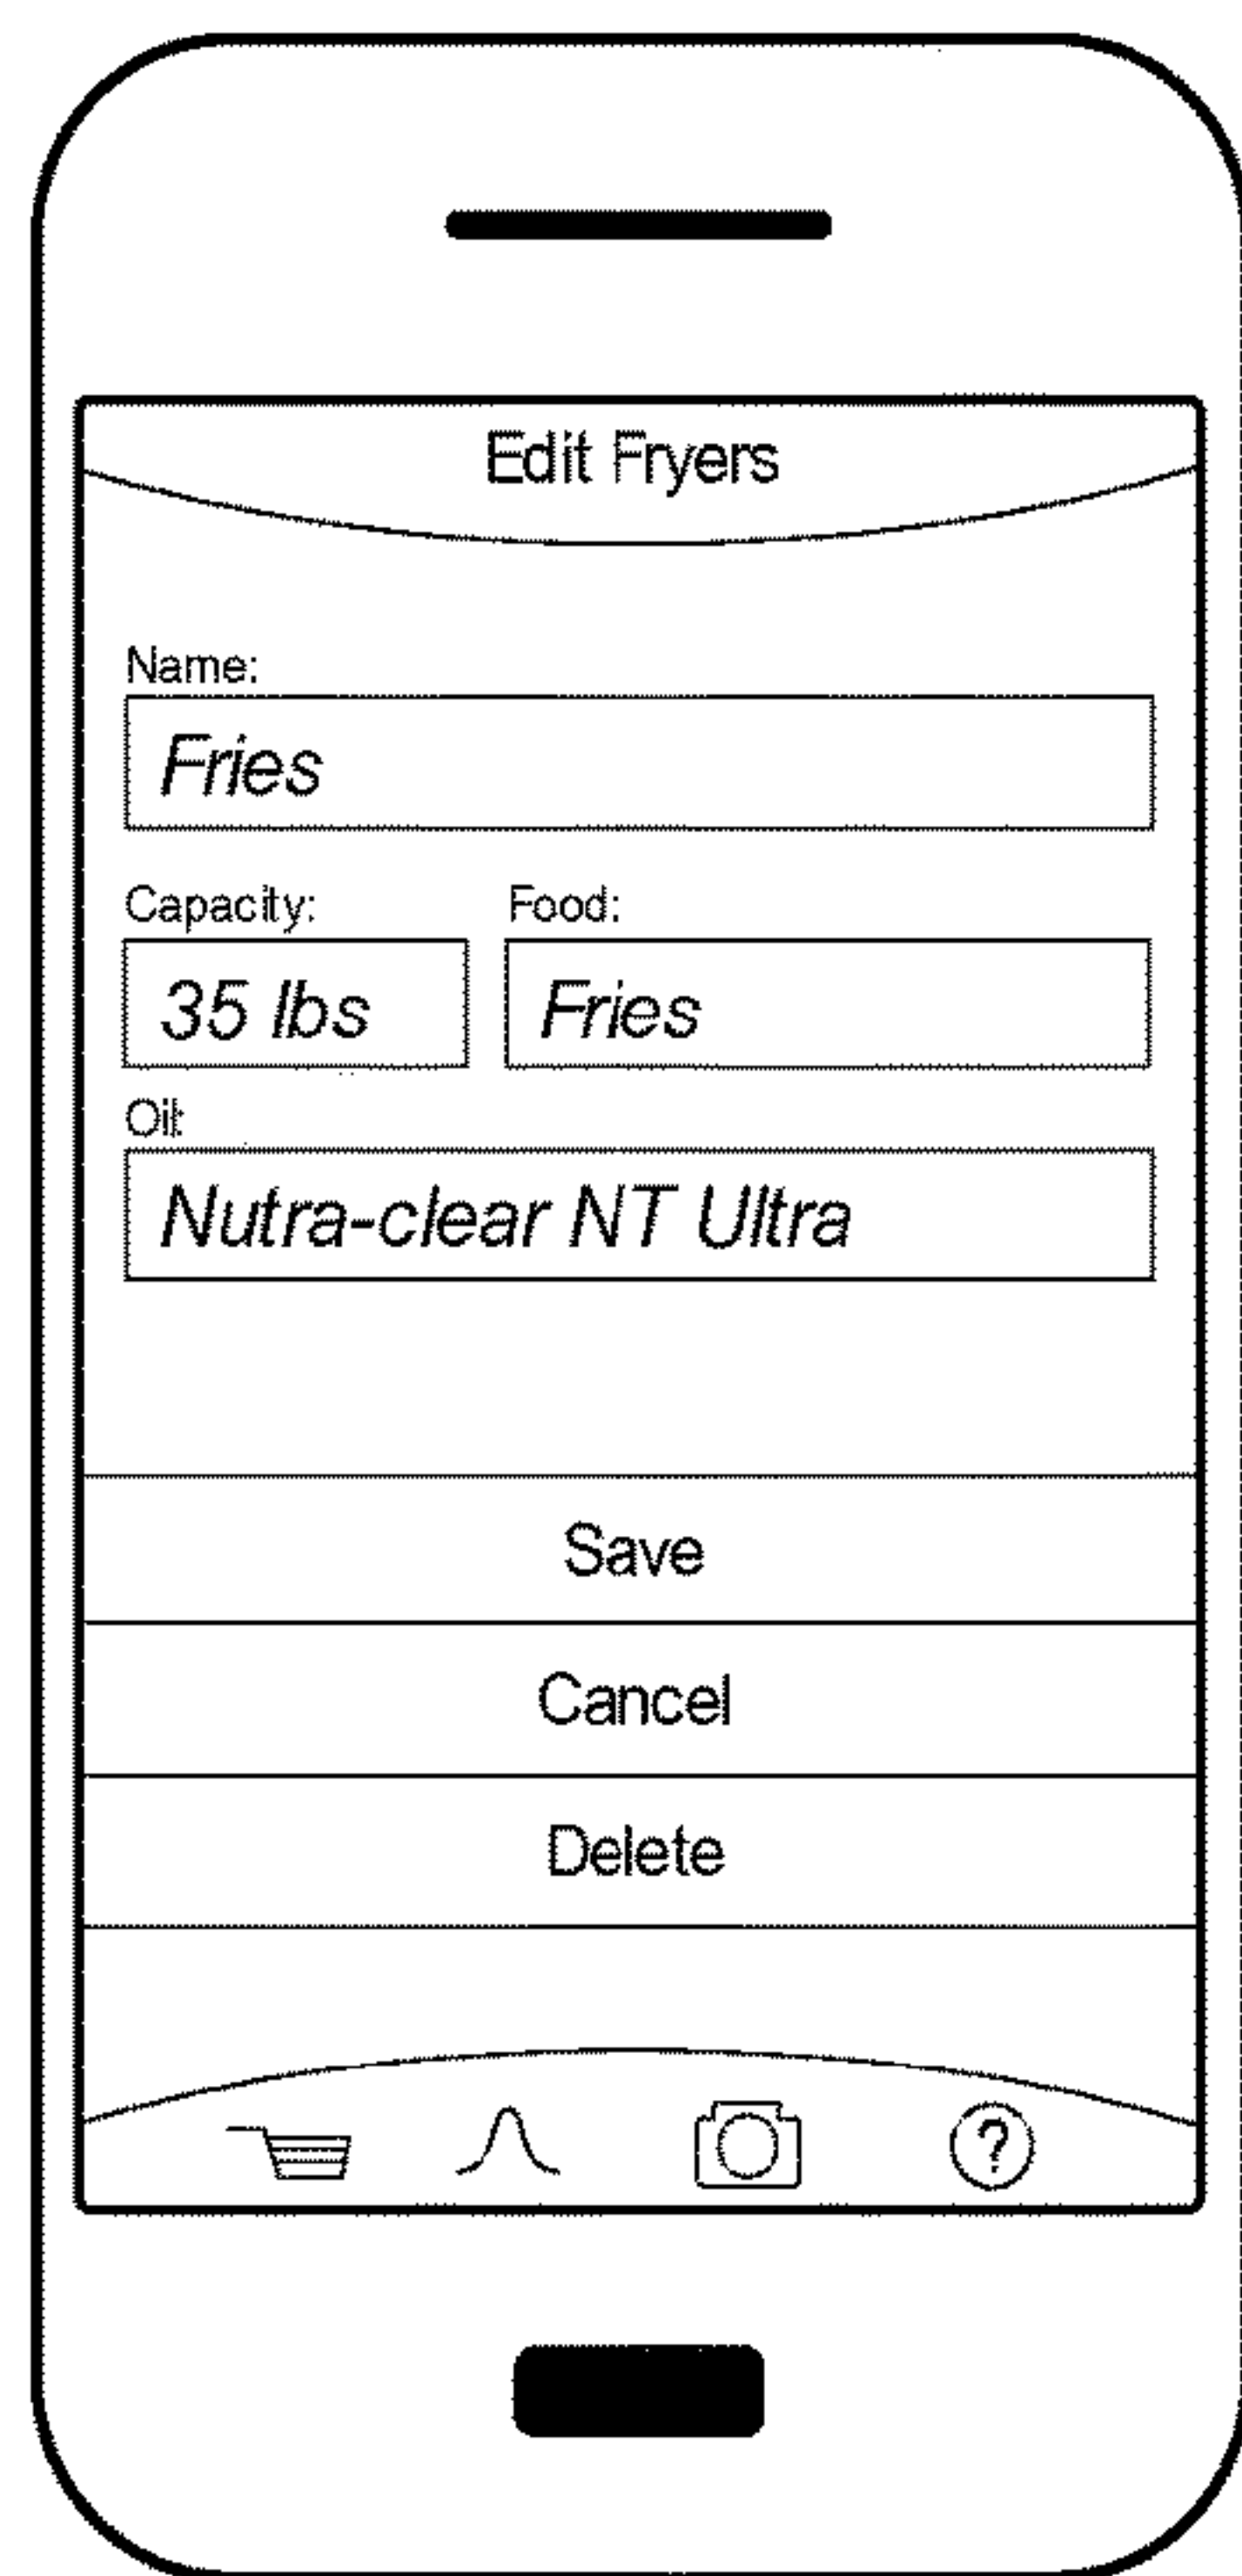 Edit Fryers
Name:
Fries
Capacity: Food:
35 lbs Fries
Oil:
Nutra-clear NT Ultra
Save
Cancel
Delete
?